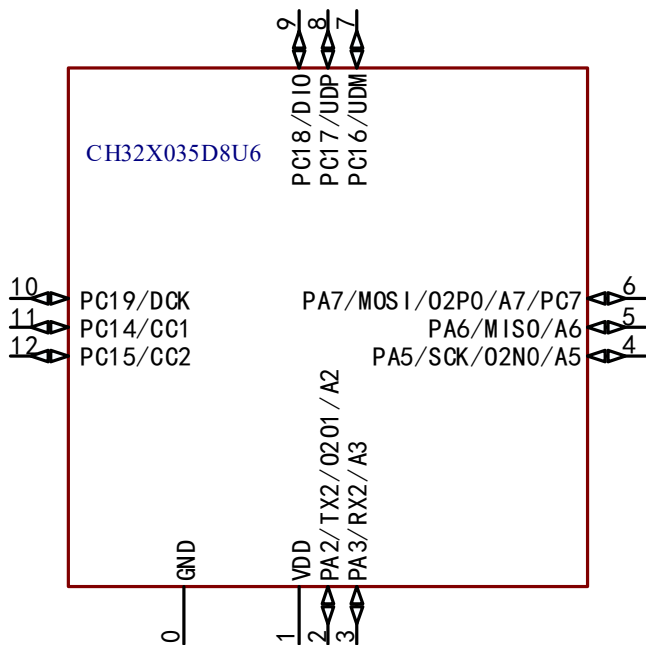 9 8 7
PC18/DIO
PC17/UDP
PC16/UDM
CH32X035D8U6
10 PC19/DCK
PA7/MOSI/O2P0/A7/PC7 6
11 PC14/CC1
PA6/MISO/A6 5
12 PC15/CC2
PA5/SCK/O2N0/A5 4
GND
VDD
PA2/TX2/O2O1/A2
PA3/RX2/A3
0 1 2 3